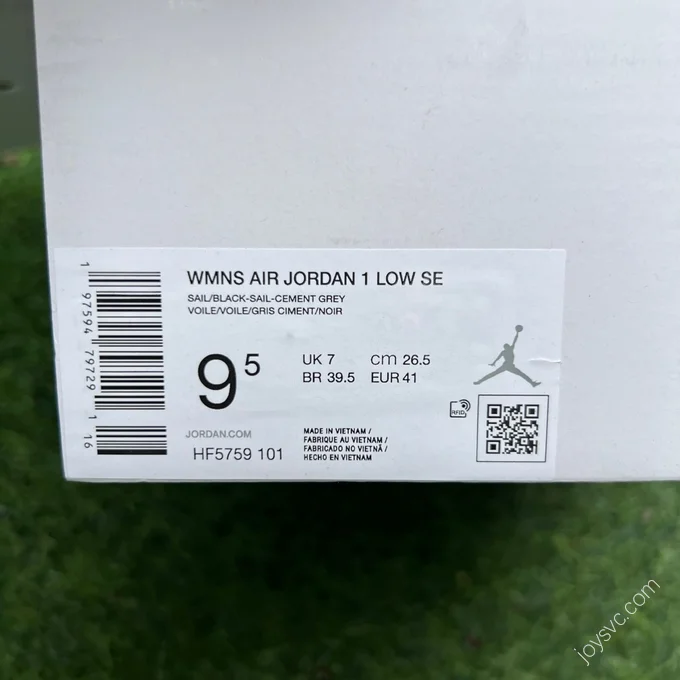 WMNS AIR JORDAN 1 LOW SE
SAIL/BLACK-SAIL-CEMENT GREY
VOILE/VOILE/GRIS CIMENT/NOIR
9 5
UK 7 cm 26.5
BR 39.5 EUR 41
JORDAN.COM
HF5759 101
MADE IN VIETNAM /
FABRIQUE AU VIETNAM /
FABRICADO NO VIETNÃ /
HECHO EN VIETNAM
RFID
1 97594 79729 1 16
joysvc.com